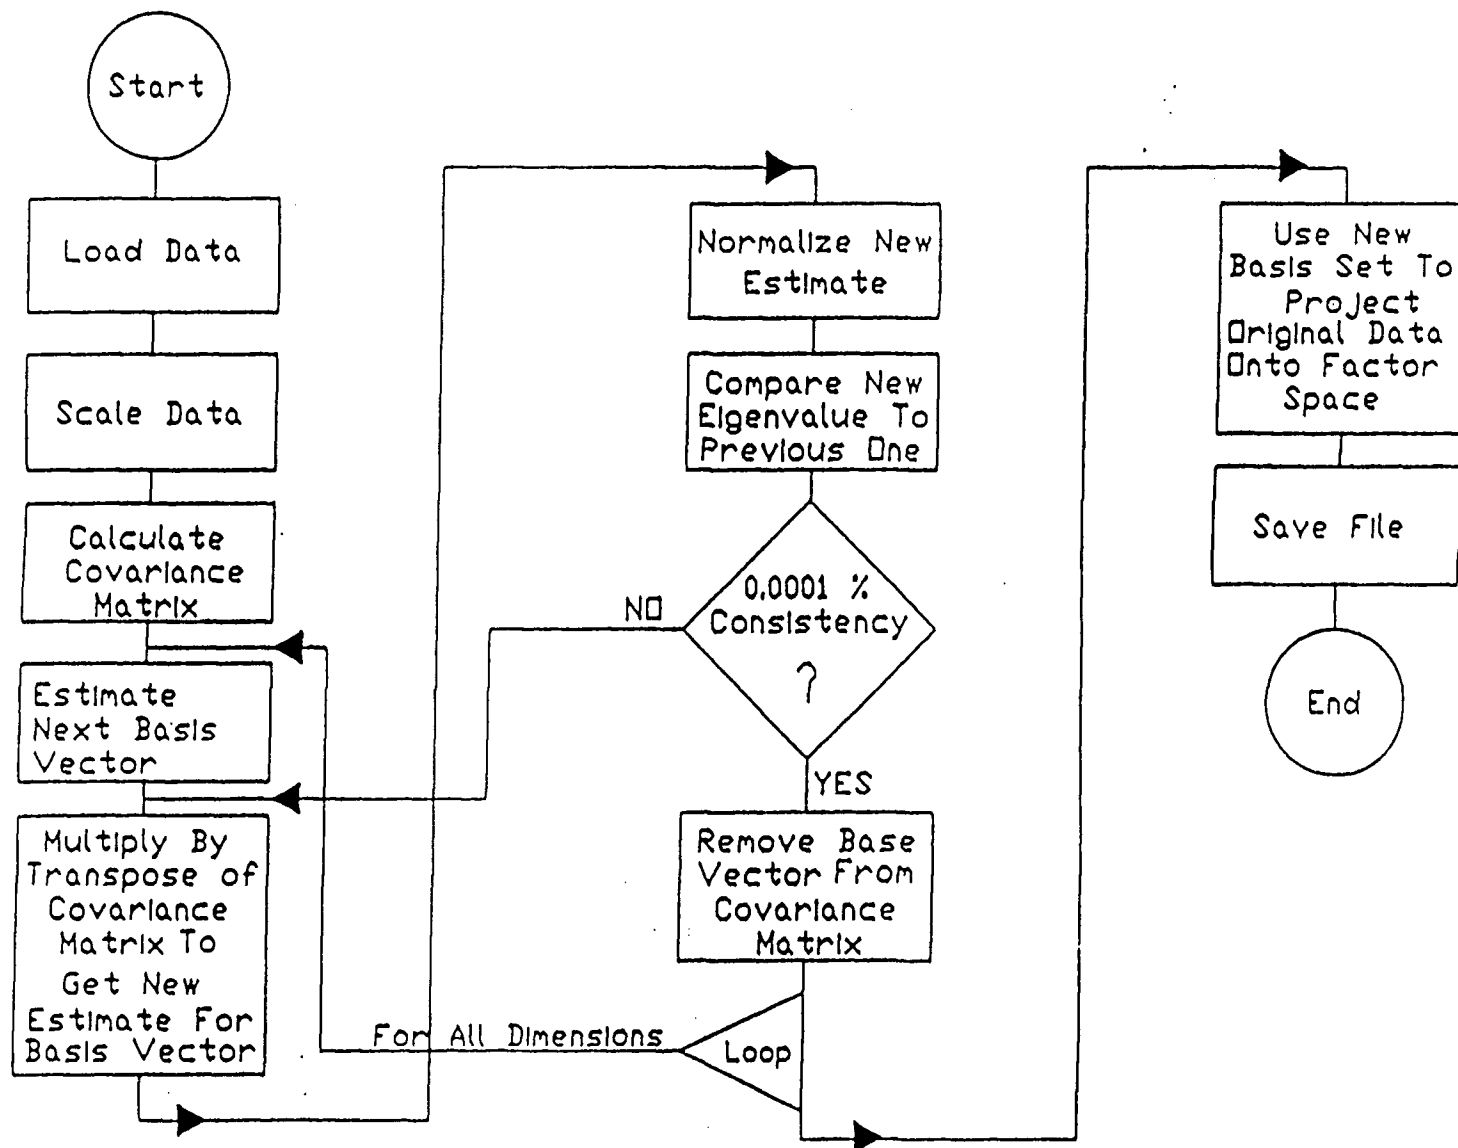 Start
Load Data
Scale Data
Calculate
Covariance
Matrix
Estimate
Next Basis
Vector
Multiply By
Transpose of
Covariance
Matrix To
Get New
Estimate For
Basis Vector
Normalize New
Estimate
Compare New
Eigenvalue To
Previous One
0.0001 %
Consistency
?
NO
YES
Remove Base
Vector From
Covariance
Matrix
Loop
For All Dimensions
Use New
Basis Set To
Project
Original Data
Onto Factor
Space
Save File
End